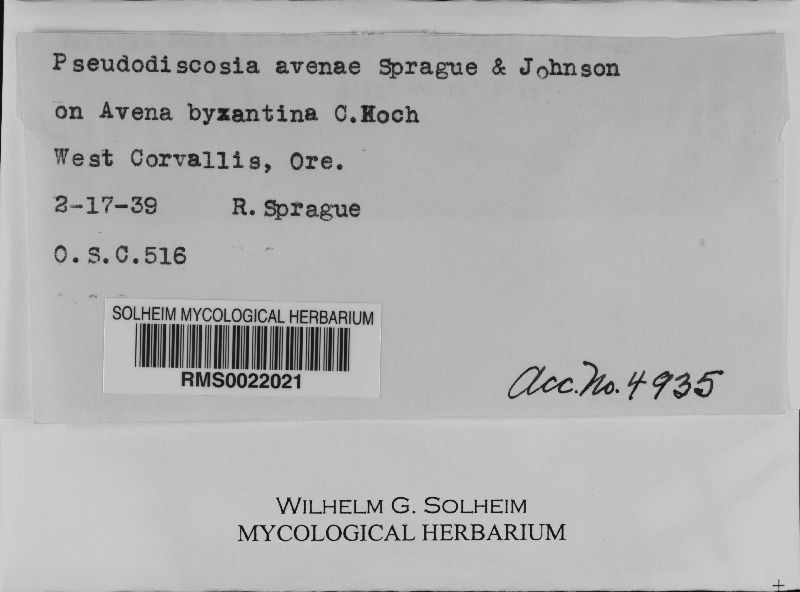 Pseudodiscosia avenae Sprague & Johnson
on Avena byzantina C.Koch
West Corvallis, Ore.
2-17-39 R. Sprague
O.S.C.516
SOLHEIM MYCOLOGICAL HERBARIUM
RMS0022021
Acc. No. 4935
WILHELM G. SOLHEIM
MYCOLOGICAL HERBARIUM